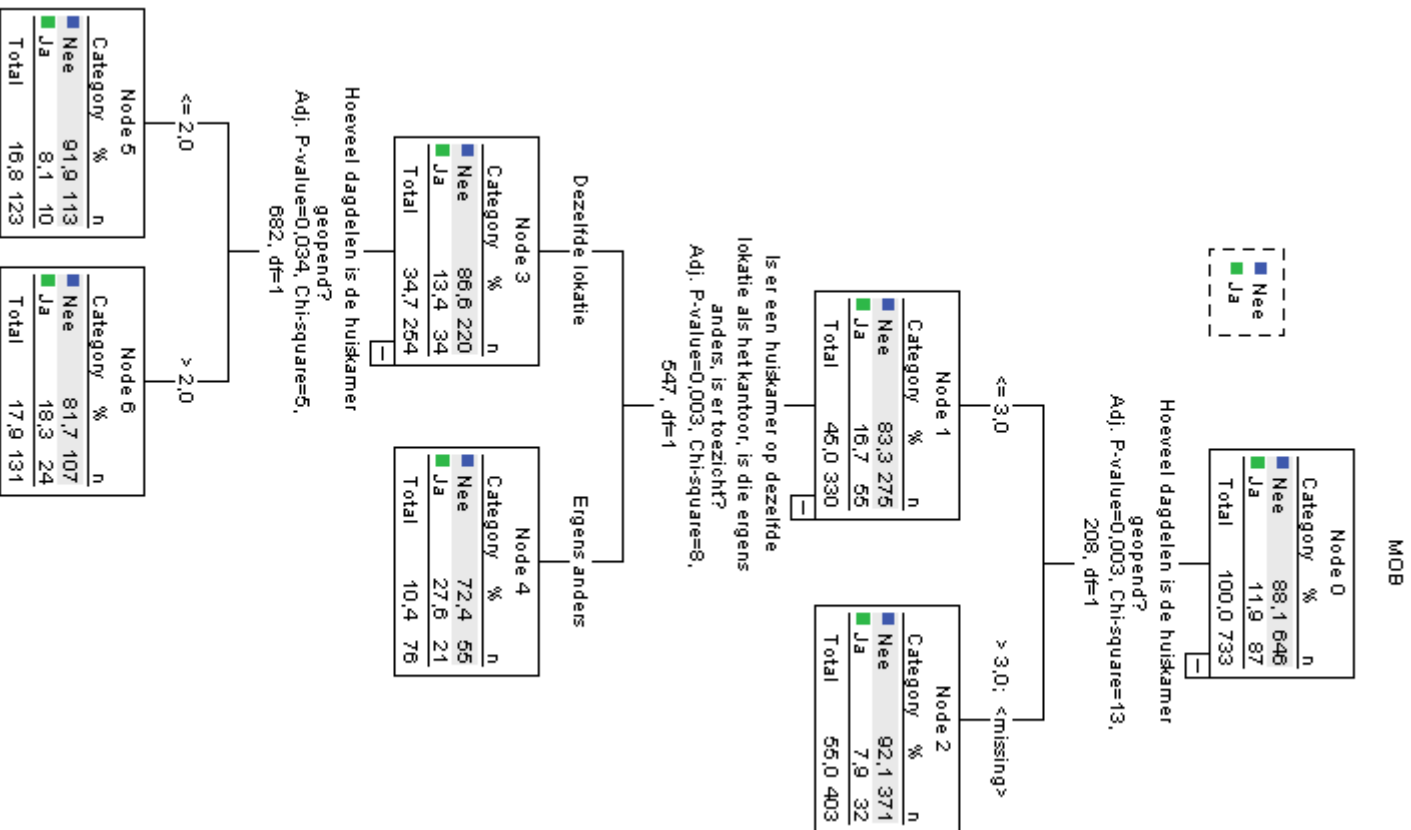 MOB
Nee
Ja
Node 0
Category % n
Nee 88,1 646
Ja 11,9 87
Total 100,0 733
Hoeveel dagdelen is de huiskamer
geopend?
Adj. P-value=0,003, Chi-square=13,
208, df=1
<= 3,0
> 3,0; <missing>
Node 1
Category % n
Nee 83,3 275
Ja 16,7 55
Total 45,0 330
Node 2
Category % n
Nee 92,1 371
Ja 7,9 32
Total 55,0 403
Is er een huiskamer op dezelfde
lokatie als het kantoor, is die ergens
anders, is er toezicht?
Adj. P-value=0,003, Chi-square=8,
547, df=1
Dezelfde lokatie
Ergens anders
Node 3
Category % n
Nee 86,6 220
Ja 13,4 34
Total 34,7 254
Node 4
Category % n
Nee 72,4 55
Ja 27,6 21
Total 10,4 76
Hoeveel dagdelen is de huiskamer
geopend?
Adj. P-value=0,034, Chi-square=5,
682, df=1
<= 2,0
> 2,0
Node 5
Category % n
Nee 91,9 113
Ja 8,1 10
Total 16,8 123
Node 6
Category % n
Nee 81,7 107
Ja 18,3 24
Total 17,9 131